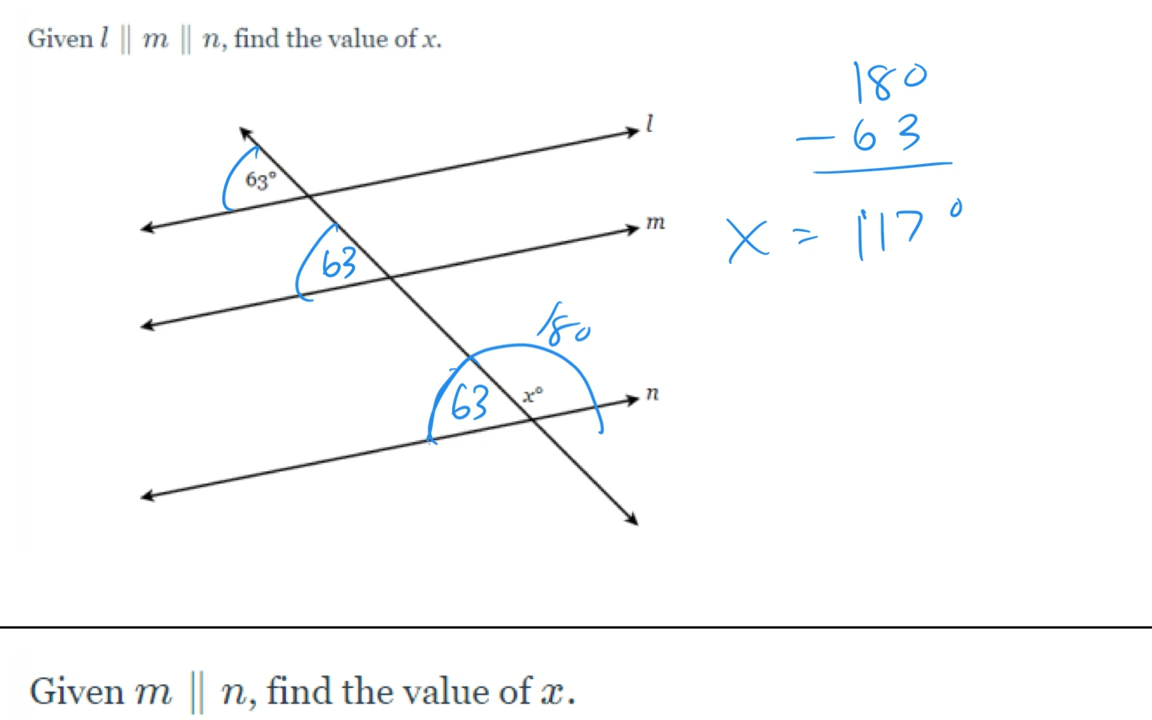 Given l || m || n, find the value of x.
180
− 63
x = 117°
l
63°
m
63
180
63
x°
n
Given m || n, find the value of x.